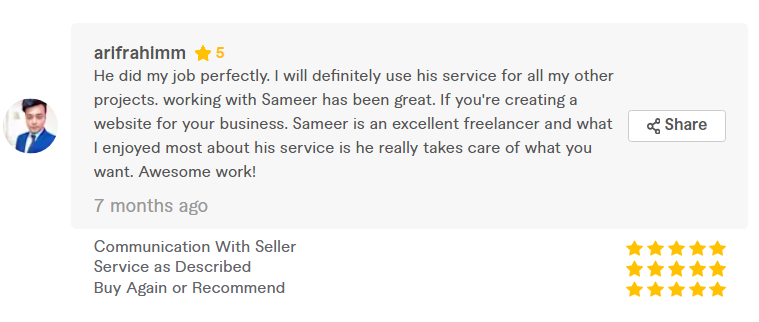 arifrahimm 5
He did my job perfectly. I will definitely use his service for all my other
projects. working with Sameer has been great. If you're creating a
website for your business. Sameer is an excellent freelancer and what
I enjoyed most about his service is he really takes care of what you
want. Awesome work!
Share
7 months ago
Communication With Seller
Service as Described
Buy Again or Recommend